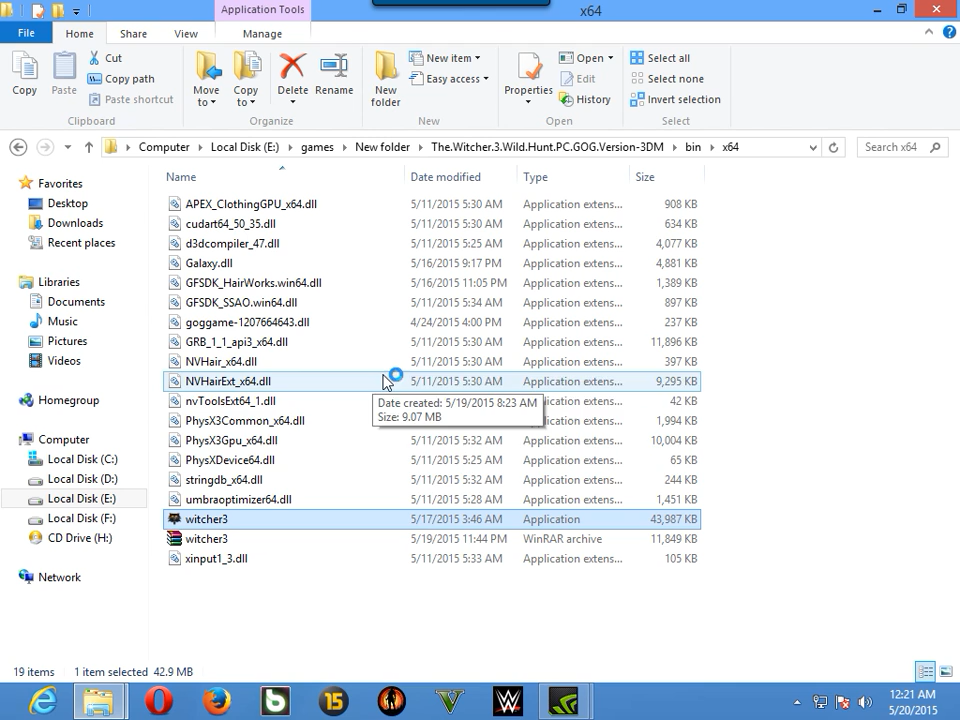 Application Tools
x64
File
Home
Share
View
Manage
Copy
Paste
Cut
Copy path
Paste shortcut
Clipboard
Move to
Copy to
Delete
Rename
Organize
New folder
New item
Easy access
New
Properties
Open
Edit
History
Open
Select all
Select none
Invert selection
Select
Computer
Local Disk (E:)
games
New folder
The.Witcher.3.Wild.Hunt.PC.GOG.Version-3DM
bin
x64
Search x64
Name Date modified Type Size
Favorites
Desktop
Downloads
Recent places
Libraries
Documents
Music
Pictures
Videos
Homegroup
Computer
Local Disk (C:)
Local Disk (D:)
Local Disk (E:)
Local Disk (F:)
CD Drive (H:)
Network
APEX_ClothingGPU_x64.dll 5/11/2015 5:30 AM Application extens... 908 KB
cudart64_50_35.dll 5/11/2015 5:30 AM Application extens... 634 KB
d3dcompiler_47.dll 5/11/2015 5:25 AM Application extens... 4,077 KB
Galaxy.dll 5/16/2015 9:17 PM Application extens... 4,881 KB
GFSDK_HairWorks.win64.dll 5/16/2015 11:05 PM Application extens... 1,389 KB
GFSDK_SSAO.win64.dll 5/11/2015 5:34 AM Application extens... 897 KB
goggame-1207664643.dll 4/24/2015 4:00 PM Application extens... 237 KB
GRB_1_1_api3_x64.dll 5/11/2015 5:30 AM Application extens... 11,896 KB
NVHair_x64.dll 5/11/2015 5:30 AM Application extens... 397 KB
NVHairExt_x64.dll 5/11/2015 5:30 AM Application extens... 9,295 KB
nvToolsExt64_1.dll Application extens... 42 KB
Date created: 5/19/2015 8:23 AM
Size: 9.07 MB
PhysX3Common_x64.dll Application extens... 1,994 KB
PhysX3Gpu_x64.dll 5/11/2015 5:32 AM Application extens... 10,004 KB
PhysXDevice64.dll 5/11/2015 5:25 AM Application extens... 65 KB
stringdb_x64.dll 5/11/2015 5:32 AM Application extens... 244 KB
umbraoptimizer64.dll 5/11/2015 5:28 AM Application extens... 1,451 KB
witcher3 5/17/2015 3:46 AM Application 43,987 KB
witcher3 5/19/2015 11:44 PM WinRAR archive 11,849 KB
xinput1_3.dll 5/11/2015 5:33 AM Application extens... 105 KB
19 items 1 item selected 42.9 MB
15
V
W
12:21 AM
5/20/2015